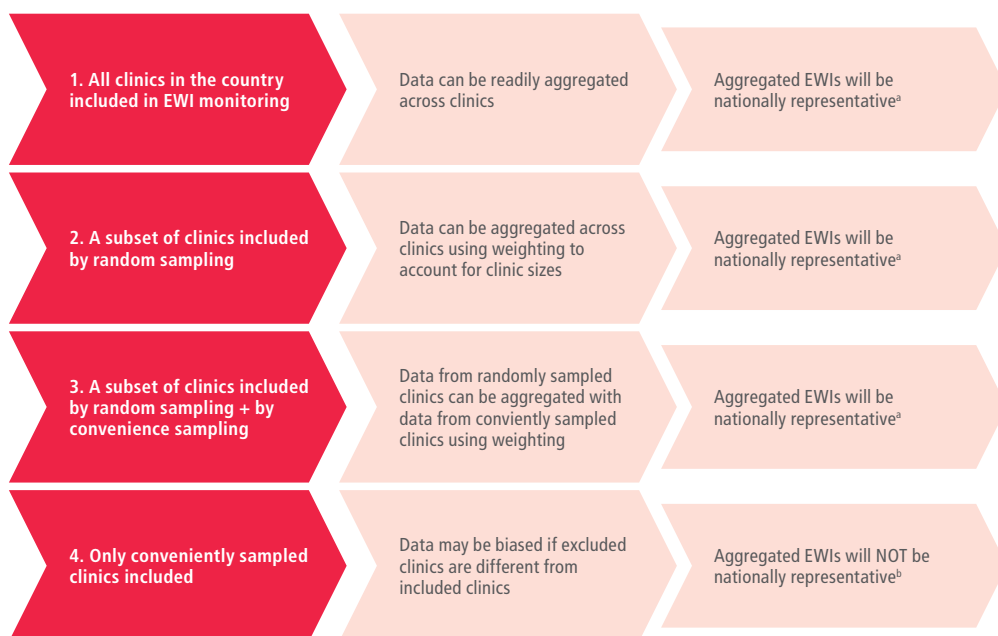 1. All clinics in the country
included in EWI monitoring
Data can be readily aggregated
across clinics
Aggregated EWIs will be
nationally representativeᵃ
2. A subset of clinics included
by random sampling
Data can be aggregated across
clinics using weighting to
account for clinic sizes
Aggregated EWIs will be
nationally representativeᵃ
3. A subset of clinics included
by random sampling + by
convenience sampling
Data from randomly sampled
clinics can be aggregated with
data from conviently sampled
clinics using weighting
Aggregated EWIs will be
nationally representativeᵃ
4. Only conveniently sampled
clinics included
Data may be biased if excluded
clinics are different from
included clinics
Aggregated EWIs will NOT be
nationally representativeᵇ